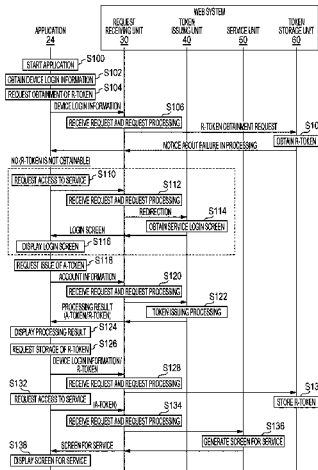 WEB SYSTEM
APPLICATION
24
REQUEST
RECEIVING UNIT
30
TOKEN
ISSUING UNIT
40
SERVICE UNIT
50
TOKEN
STORAGE UNIT
60
START APPLICATION
S100
OBTAIN DEVICE LOGIN INFORMATION
S102
REQUEST OBTAINMENT OF R-TOKEN
S104
DEVICE LOGIN INFORMATION
S106
RECEIVE REQUEST AND REQUEST PROCESSING
R-TOKEN OBTAINMENT REQUEST
S10
OBTAIN R-TOKEN
NOTICE ABOUT FAILURE IN PROCESSING
NO (R-TOKEN IS NOT OBTAINABLE)
S110
REQUEST ACCESS TO SERVICE
S112
RECEIVE REQUEST AND REQUEST PROCESSING
REDIRECTION
S114
OBTAIN SERVICE LOGIN SCREEN
LOGIN SCREEN
S116
DISPLAY LOGIN SCREEN
S118
REQUEST ISSUE OF A-TOKEN
ACCOUNT INFORMATION
S120
RECEIVE REQUEST AND REQUEST PROCESSING
S122
TOKEN ISSUING PROCESSING
PROCESSING RESULT
(A-TOKEN/R-TOKEN)
S124
DISPLAY PROCESSING RESULT
S126
REQUEST STORAGE OF R-TOKEN
DEVICE LOGIN INFORMATION/
R-TOKEN
S128
RECEIVE REQUEST AND REQUEST PROCESSING
S13
STORE R-TOKEN
S132
REQUEST ACCESS TO SERVICE
(A-TOKEN)
S134
RECEIVE REQUEST AND REQUEST PROCESSING
S136
GENERATE SCREEN FOR SERVICE
SCREEN FOR SERVICE
S138
DISPLAY SCREEN FOR SERVICE